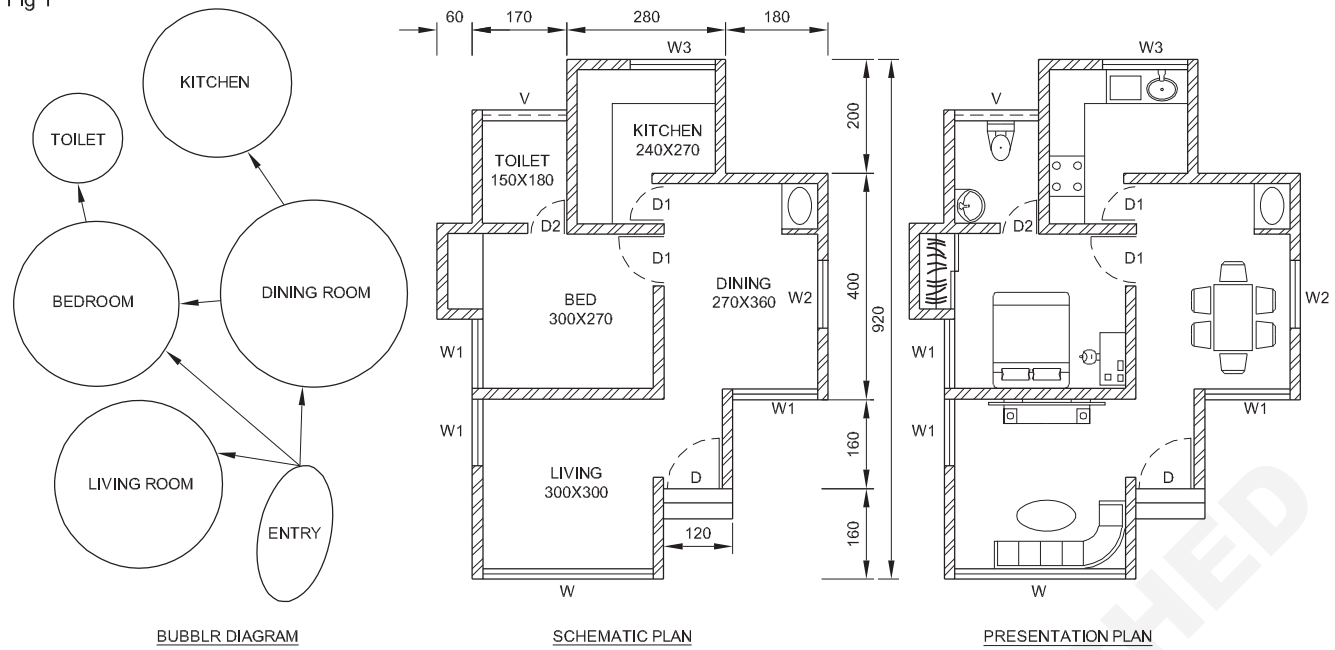 Fig 1
KITCHEN
TOILET
BEDROOM
DINING ROOM
LIVING ROOM
ENTRY
BUBBLR DIAGRAM
60
170
280
180
W3
V
KITCHEN
240X270
TOILET
150X180
D1
D2
D1
BED
300X270
DINING
270X360
W2
W1
W1
W1
LIVING
300X300
D
120
W
200
400
920
160
160
SCHEMATIC PLAN
W3
V
D1
D2
D1
W2
W1
W1
W1
D
W
PRESENTATION PLAN